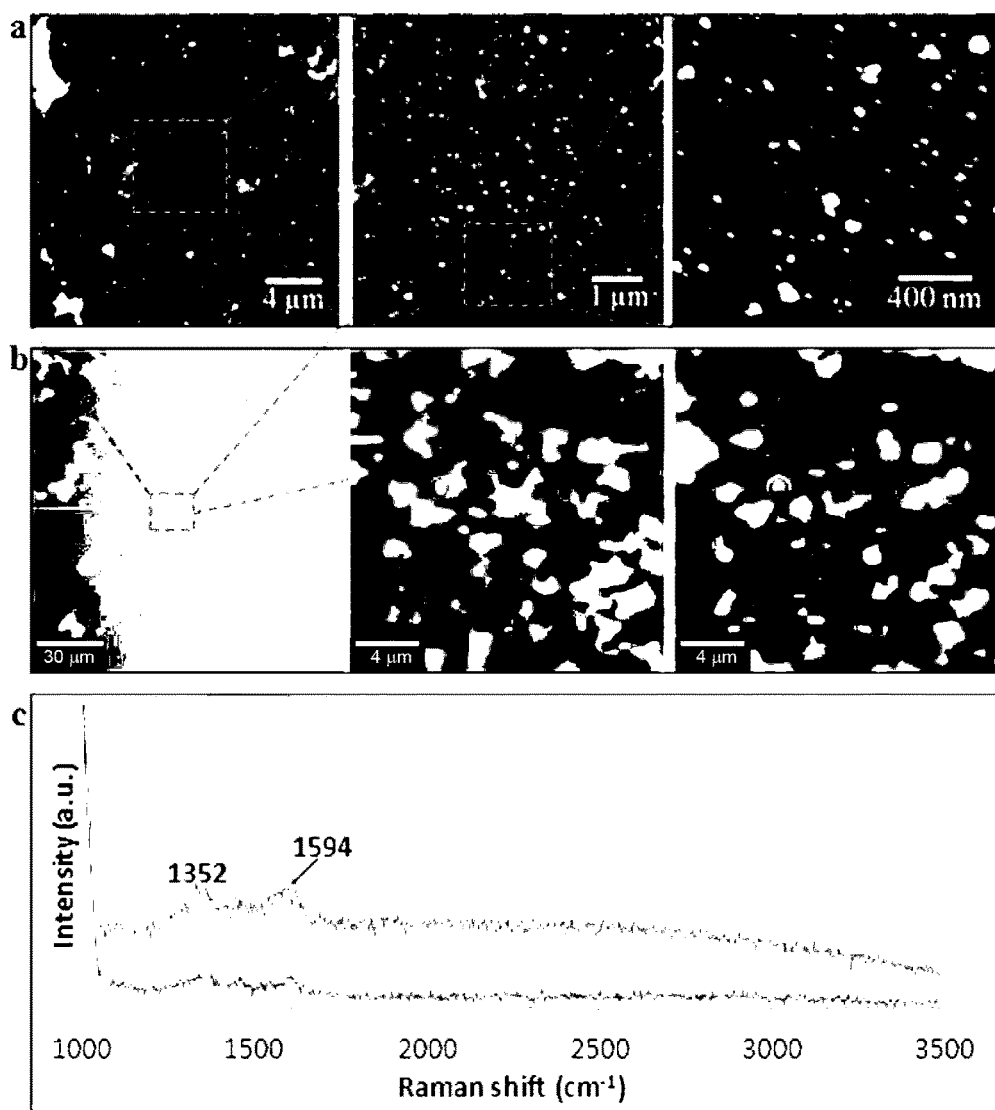 a
4 µm
1 µm
400 nm
b
30 µm
4 µm
4 µm
c
Intensity (a.u.)
1352
1594
1000 1500 2000 2500 3000 3500
Raman shift (cm⁻¹)